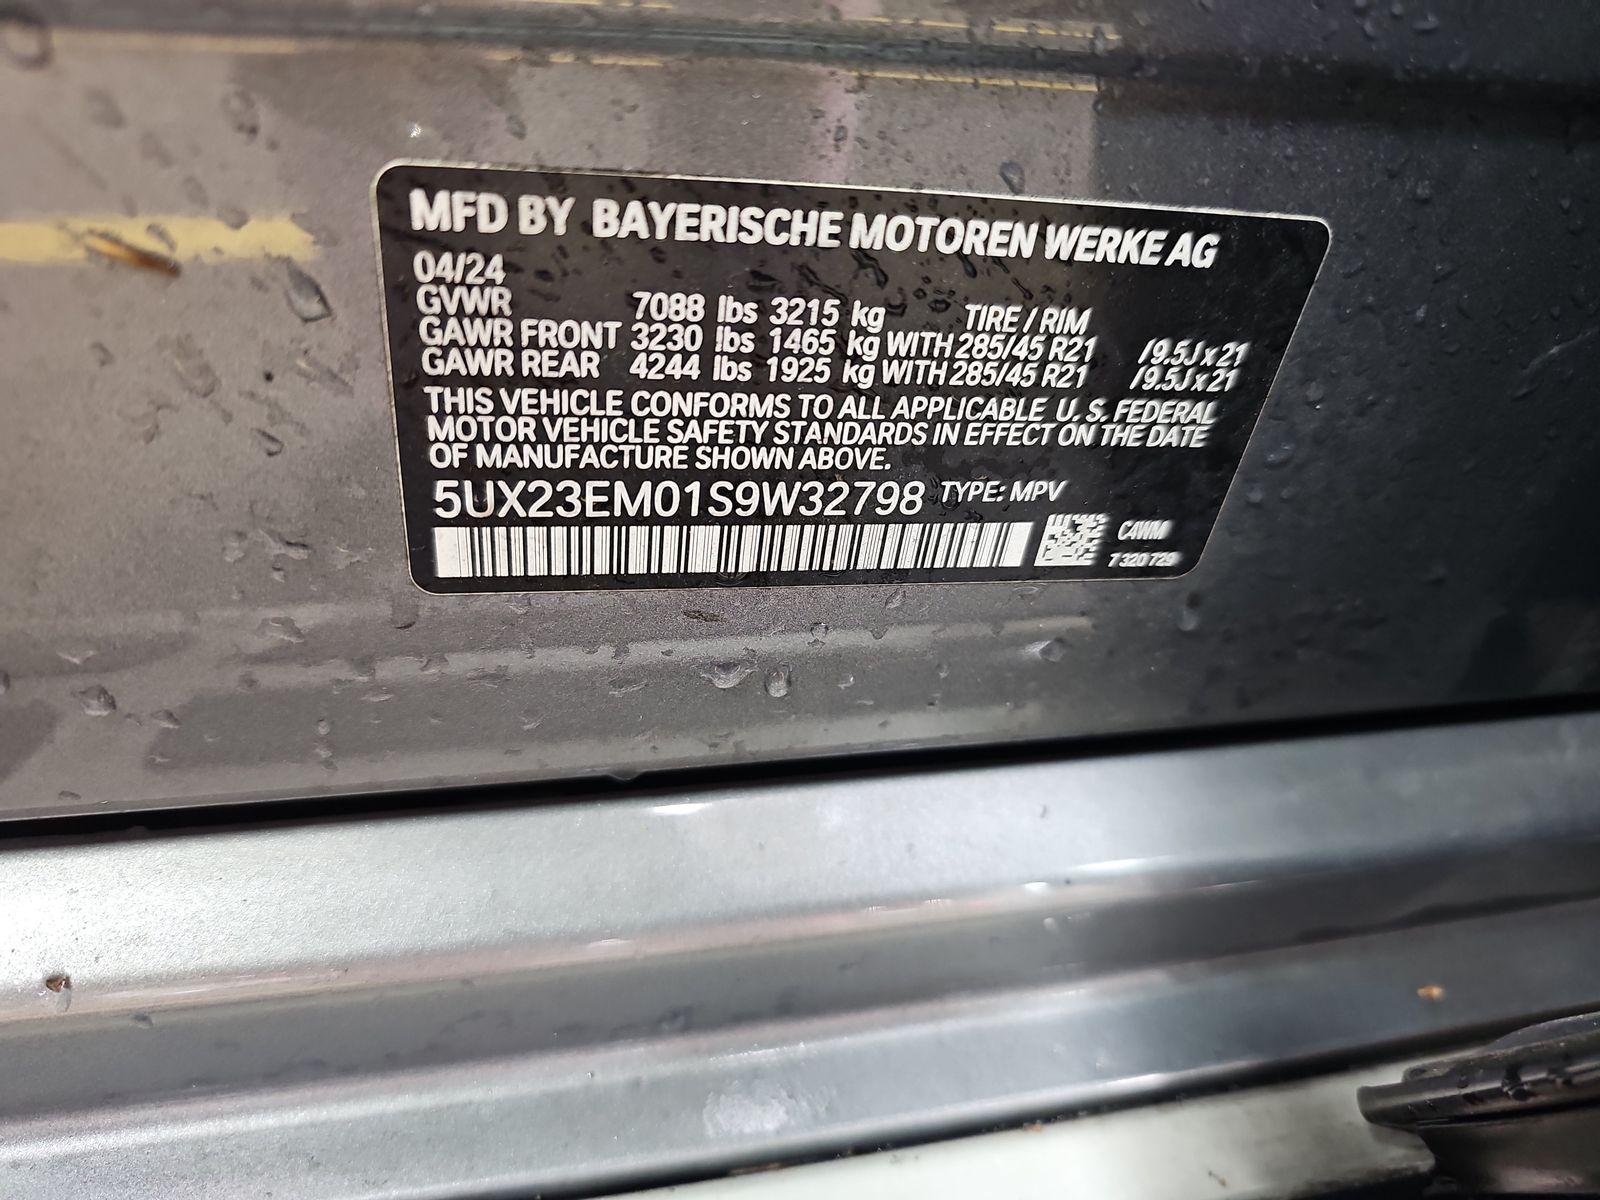 MFD BY BAYERISCHE MOTOREN WERKE AG
04/24
GVWR 7088 lbs 3215 kg TIRE / RIM
GAWR FRONT 3230 lbs 1465 kg WITH 285/45 R21 / 9.5J x 21
GAWR REAR 4244 lbs 1925 kg WITH 285/45 R21 / 9.5J x 21
THIS VEHICLE CONFORMS TO ALL APPLICABLE U. S. FEDERAL
MOTOR VEHICLE SAFETY STANDARDS IN EFFECT ON THE DATE
OF MANUFACTURE SHOWN ABOVE.
5UX23EM01S9W32798 TYPE: MPV
C4WM
7 320 729